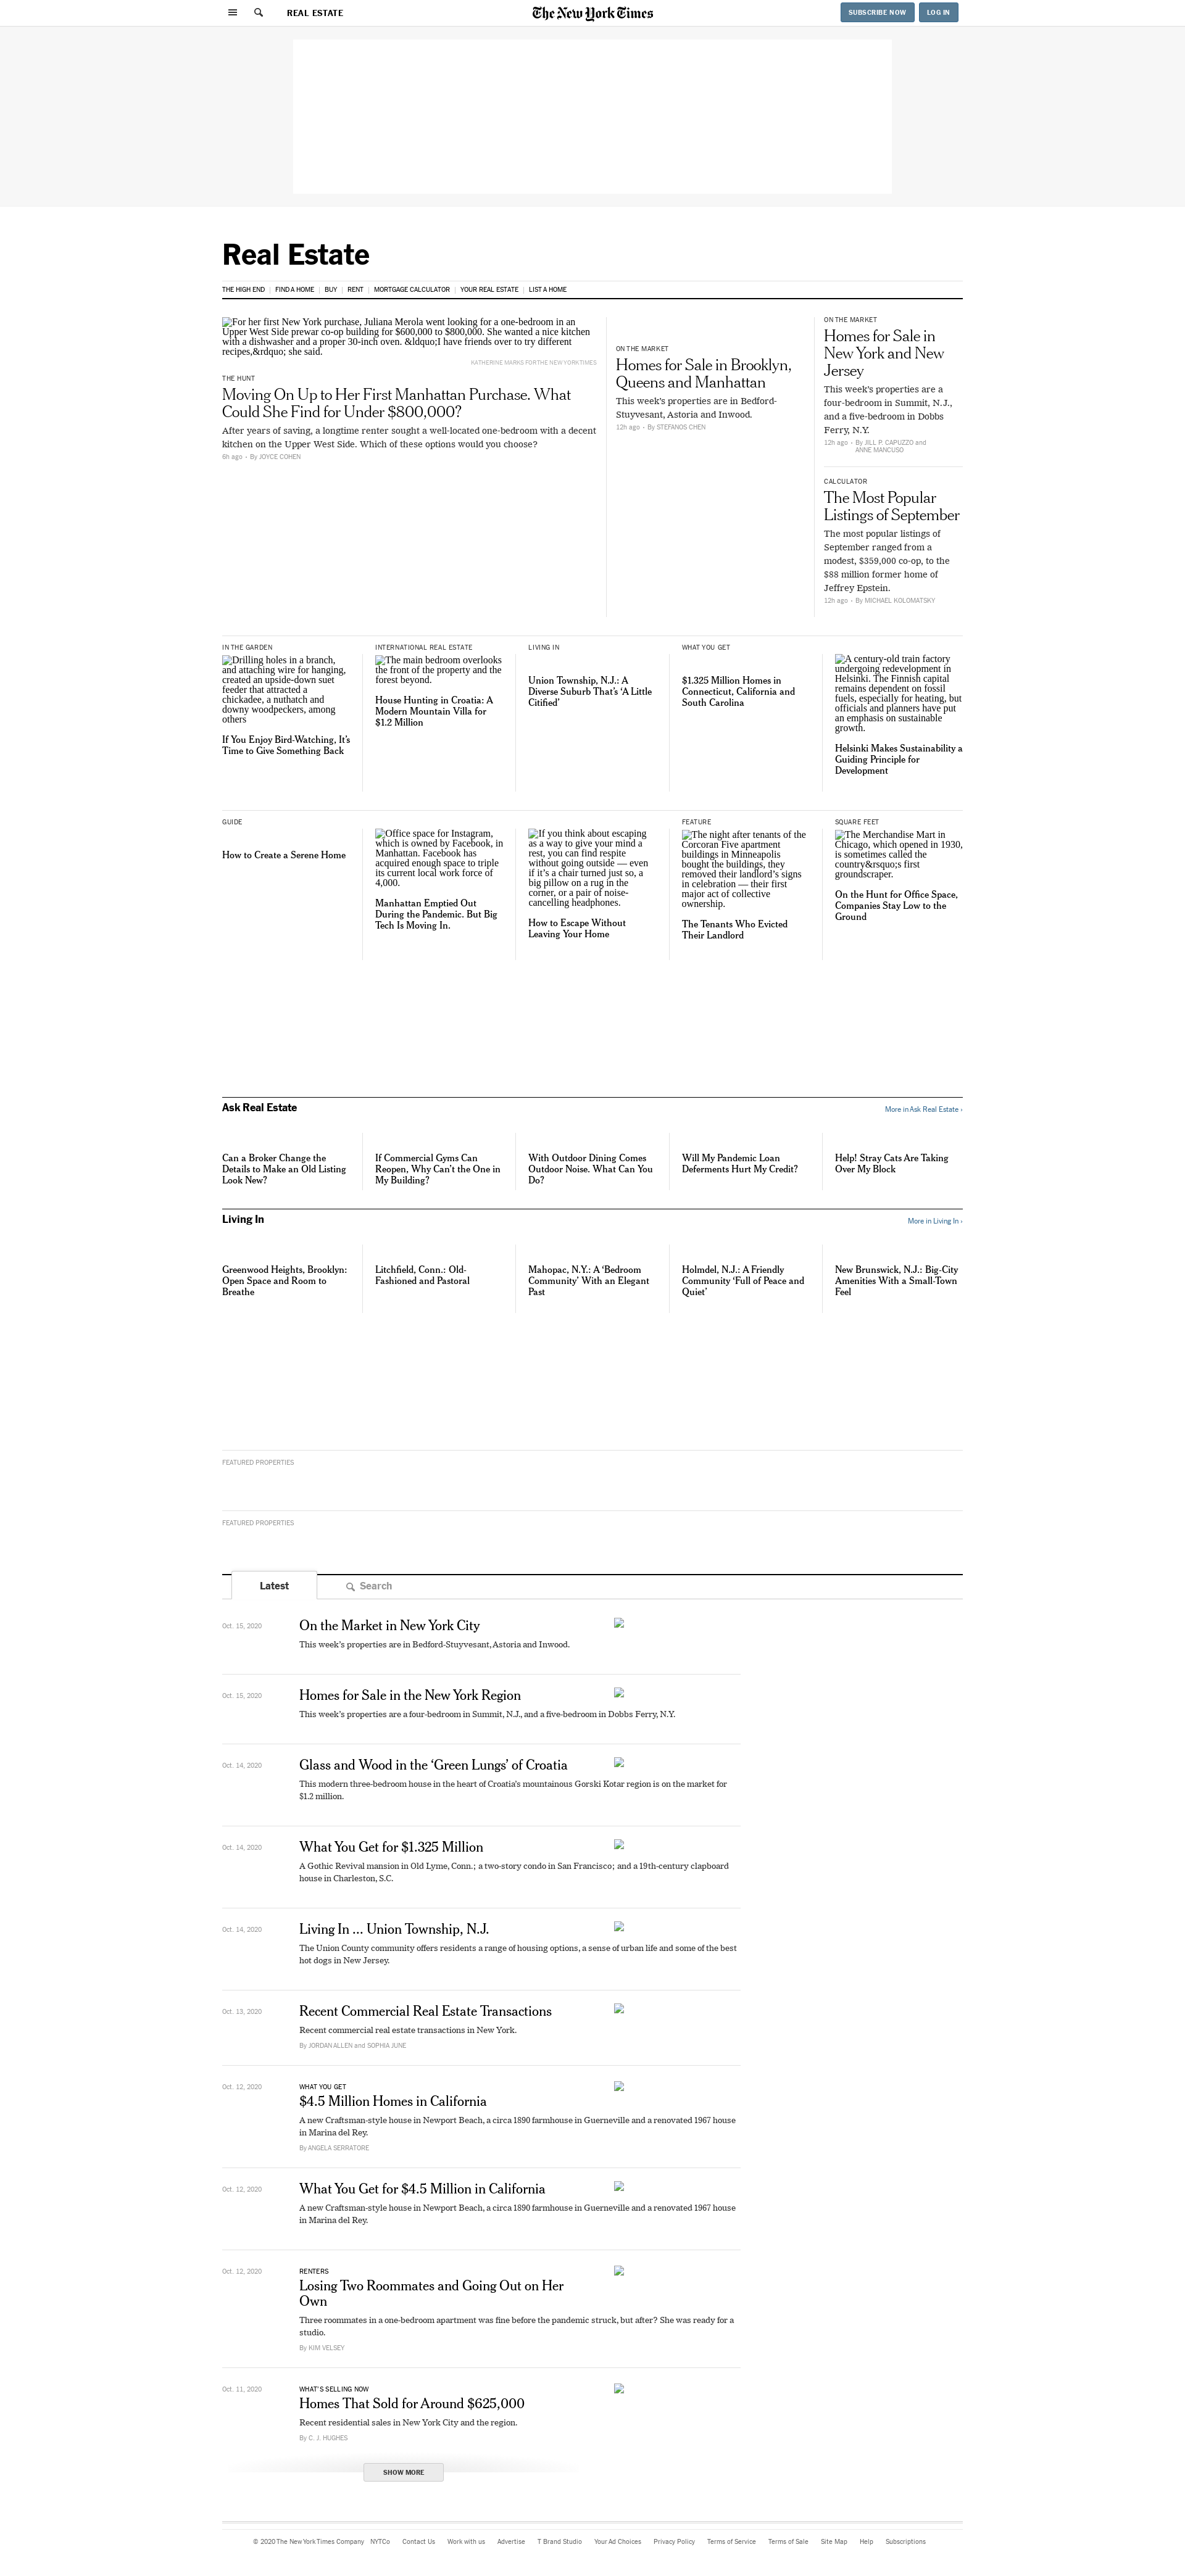 REAL ESTATE
The New York Times
SUBSCRIBE NOW
LOG IN
Real Estate
THE HIGH END
FIND A HOME
BUY
RENT
MORTGAGE CALCULATOR
YOUR REAL ESTATE
LIST A HOME
For her first New York purchase, Juliana Merola went looking for a one-bedroom in an
Upper West Side prewar co-op building for $600,000 to $800,000. She wanted a nice kitchen
with a dishwasher and a proper 30-inch oven. &ldquo;I have friends over to try different
recipes,&rdquo; she said.
KATHERINE MARKS FOR THE NEW YORK TIMES
THE HUNT
Moving On Up to Her First Manhattan Purchase. What
Could She Find for Under $800,000?
After years of saving, a longtime renter sought a well-located one-bedroom with a decent
kitchen on the Upper West Side. Which of these options would you choose?
6h ago
By JOYCE COHEN
ON THE MARKET
Homes for Sale in Brooklyn,
Queens and Manhattan
This week's properties are in Bedford-
Stuyvesant, Astoria and Inwood.
12h ago
By STEFANOS CHEN
ON THE MARKET
Homes for Sale in
New York and New
Jersey
This week's properties are a
four-bedroom in Summit, N.J.,
and a five-bedroom in Dobbs
Ferry, N.Y.
12h ago
By JILL P. CAPUZZO and
ANNE MANCUSO
CALCULATOR
The Most Popular
Listings of September
The most popular listings of
September ranged from a
modest, $359,000 co-op, to the
$88 million former home of
Jeffrey Epstein.
12h ago
By MICHAEL KOLOMATSKY
IN THE GARDEN
Drilling holes in a branch,
and attaching wire for hanging,
created an upside-down suet
feeder that attracted a
chickadee, a nuthatch and
downy woodpeckers, among
others
If You Enjoy Bird-Watching, It's
Time to Give Something Back
INTERNATIONAL REAL ESTATE
The main bedroom overlooks
the front of the property and the
forest beyond.
House Hunting in Croatia: A
Modern Mountain Villa for
$1.2 Million
LIVING IN
Union Township, N.J.: A
Diverse Suburb That's ‘A Little
Citified’
WHAT YOU GET
$1.325 Million Homes in
Connecticut, California and
South Carolina
A century-old train factory
undergoing redevelopment in
Helsinki. The Finnish capital
remains dependent on fossil
fuels, especially for heating, but
officials and planners have put
an emphasis on sustainable
growth.
Helsinki Makes Sustainability a
Guiding Principle for
Development
GUIDE
How to Create a Serene Home
Office space for Instagram,
which is owned by Facebook, in
Manhattan. Facebook has
acquired enough space to triple
its current local work force of
4,000.
Manhattan Emptied Out
During the Pandemic. But Big
Tech Is Moving In.
If you think about escaping
as a way to give your mind a
rest, you can find respite
without going outside — even
if it's a chair turned just so, a
big pillow on a rug in the
corner, or a pair of noise-
cancelling headphones.
How to Escape Without
Leaving Your Home
FEATURE
The night after tenants of the
Corcoran Five apartment
buildings in Minneapolis
bought the buildings, they
removed their landlord's signs
in celebration — their first
major act of collective
ownership.
The Tenants Who Evicted
Their Landlord
SQUARE FEET
The Merchandise Mart in
Chicago, which opened in 1930,
is sometimes called the
country&rsquo;s first
groundscraper.
On the Hunt for Office Space,
Companies Stay Low to the
Ground
Ask Real Estate
More in Ask Real Estate ›
Can a Broker Change the
Details to Make an Old Listing
Look New?
If Commercial Gyms Can
Reopen, Why Can't the One in
My Building?
With Outdoor Dining Comes
Outdoor Noise. What Can You
Do?
Will My Pandemic Loan
Deferments Hurt My Credit?
Help! Stray Cats Are Taking
Over My Block
Living In
More in Living In ›
Greenwood Heights, Brooklyn:
Open Space and Room to
Breathe
Litchfield, Conn.: Old-
Fashioned and Pastoral
Mahopac, N.Y.: A ‘Bedroom
Community’ With an Elegant
Past
Holmdel, N.J.: A Friendly
Community ‘Full of Peace and
Quiet’
New Brunswick, N.J.: Big-City
Amenities With a Small-Town
Feel
FEATURED PROPERTIES
FEATURED PROPERTIES
Latest
Search
Oct. 15, 2020
On the Market in New York City
This week's properties are in Bedford-Stuyvesant, Astoria and Inwood.
Oct. 15, 2020
Homes for Sale in the New York Region
This week's properties are a four-bedroom in Summit, N.J., and a five-bedroom in Dobbs Ferry, N.Y.
Oct. 14, 2020
Glass and Wood in the ‘Green Lungs’ of Croatia
This modern three-bedroom house in the heart of Croatia's mountainous Gorski Kotar region is on the market for
$1.2 million.
Oct. 14, 2020
What You Get for $1.325 Million
A Gothic Revival mansion in Old Lyme, Conn.; a two-story condo in San Francisco; and a 19th-century clapboard
house in Charleston, S.C.
Oct. 14, 2020
Living In ... Union Township, N.J.
The Union County community offers residents a range of housing options, a sense of urban life and some of the best
hot dogs in New Jersey.
Oct. 13, 2020
Recent Commercial Real Estate Transactions
Recent commercial real estate transactions in New York.
By JORDAN ALLEN and SOPHIA JUNE
Oct. 12, 2020
WHAT YOU GET
$4.5 Million Homes in California
A new Craftsman-style house in Newport Beach, a circa 1890 farmhouse in Guerneville and a renovated 1967 house
in Marina del Rey.
By ANGELA SERRATORE
Oct. 12, 2020
What You Get for $4.5 Million in California
A new Craftsman-style house in Newport Beach, a circa 1890 farmhouse in Guerneville and a renovated 1967 house
in Marina del Rey.
Oct. 12, 2020
RENTERS
Losing Two Roommates and Going Out on Her
Own
Three roommates in a one-bedroom apartment was fine before the pandemic struck, but after? She was ready for a
studio.
By KIM VELSEY
Oct. 11, 2020
WHAT'S SELLING NOW
Homes That Sold for Around $625,000
Recent residential sales in New York City and the region.
By C. J. HUGHES
SHOW MORE
© 2020 The New York Times Company
NYTCo
Contact Us
Work with us
Advertise
T Brand Studio
Your Ad Choices
Privacy Policy
Terms of Service
Terms of Sale
Site Map
Help
Subscriptions